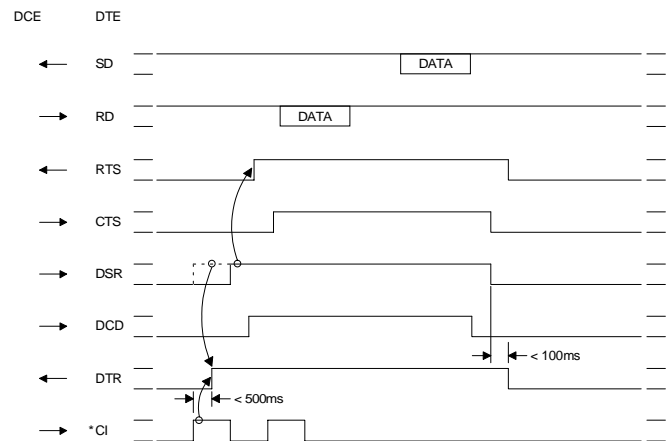 DCE DTE
SD DATA
RD DATA
RTS
CTS
DSR
DCD
< 100ms
DTR
< 500ms
*CI